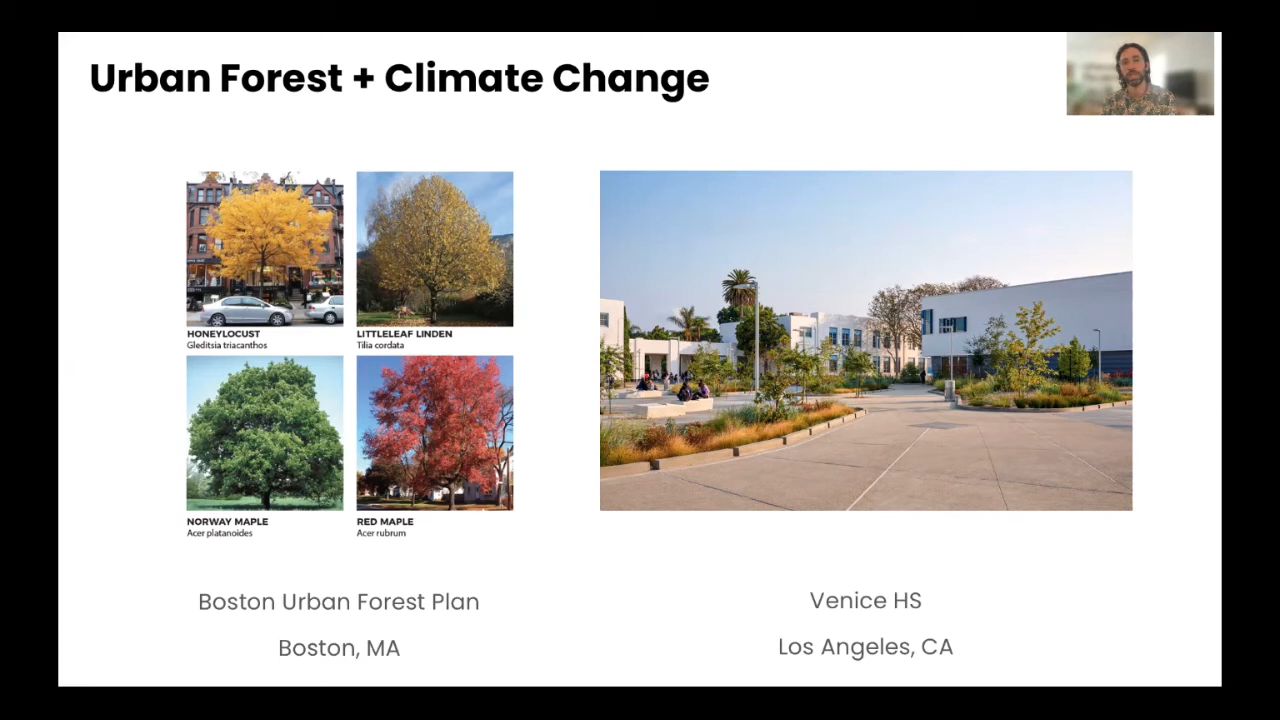 Urban Forest + Climate Change
HONEYLOCUST
Gleditsia triacanthos
LITTLELEAF LINDEN
Tilia cordata
NORWAY MAPLE
Acer platanoides
RED MAPLE
Acer rubrum
Boston Urban Forest Plan
Boston, MA
Venice HS
Los Angeles, CA